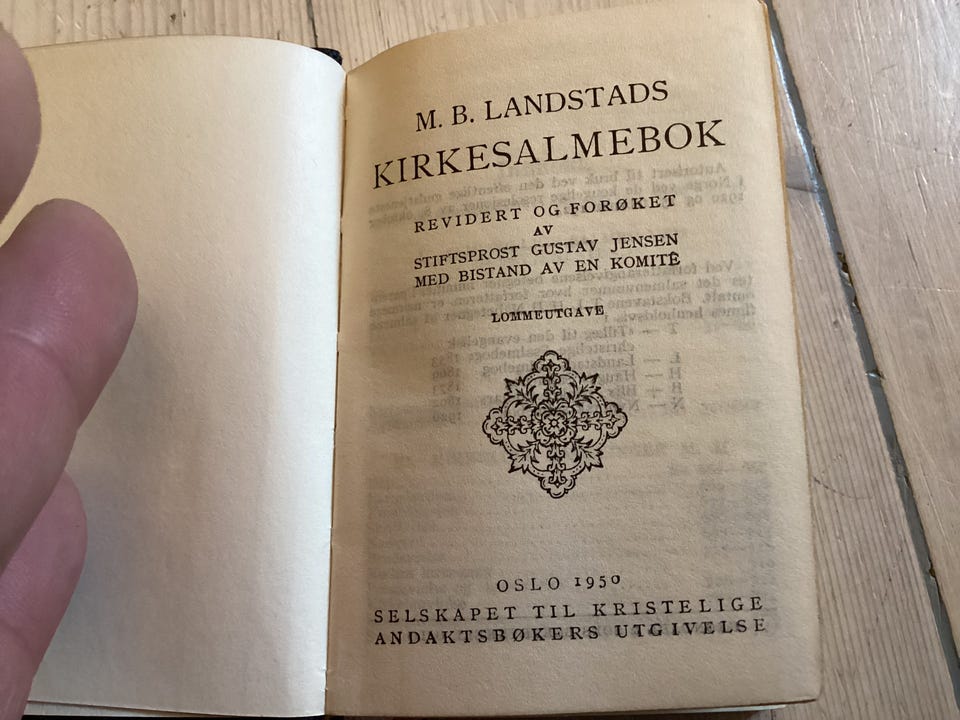 M. B. LANDSTADS
KIRKESALMEBOK
REVIDERT OG FORØKET
AV
STIFTSPROST GUSTAV JENSEN
MED BISTAND AV EN KOMITÉ
LOMMEUTGAVE
OSLO 1950
SELSKAPET TIL KRISTELIGE
ANDAKTSBØKERS UTGIVELSE